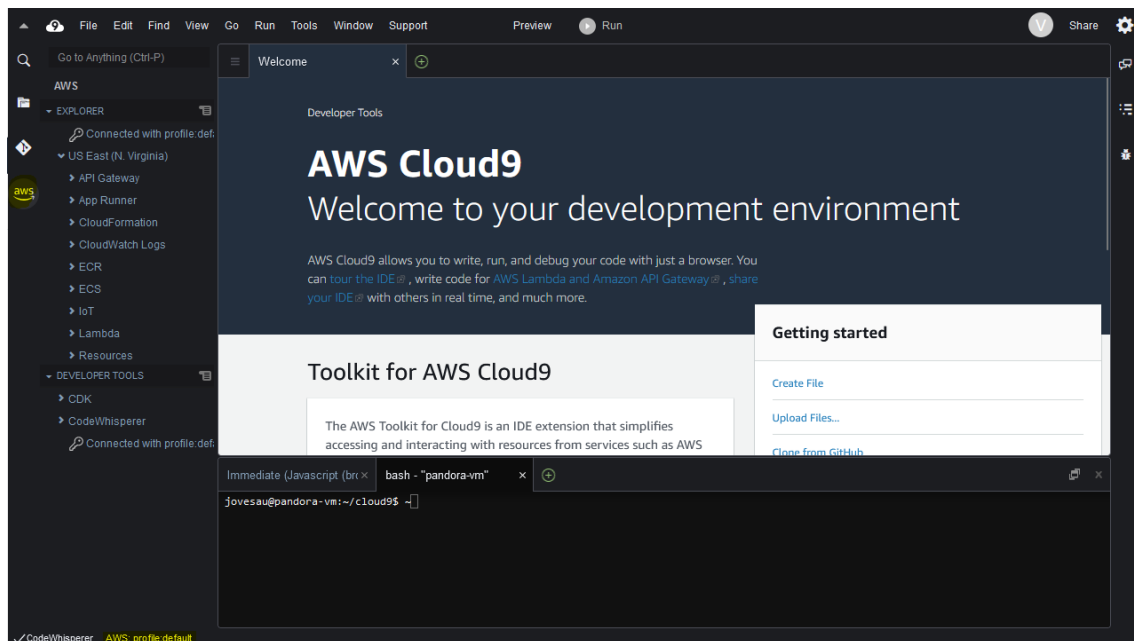 File Edit Find View Go Run Tools Window Support Preview Run V Share
Go to Anything (Ctrl-P)
AWS
EXPLORER
Connected with profile:def
US East (N. Virginia)
API Gateway
App Runner
CloudFormation
CloudWatch Logs
ECR
ECS
IoT
Lambda
Resources
DEVELOPER TOOLS
CDK
CodeWhisperer
Connected with profile:def
aws
Welcome
Developer Tools
AWS Cloud9
Welcome to your development environment
AWS Cloud9 allows you to write, run, and debug your code with just a browser. You
can tour the IDE, write code for AWS Lambda and Amazon API Gateway, share
your IDE with others in real time, and much more.
Toolkit for AWS Cloud9
The AWS Toolkit for Cloud9 is an IDE extension that simplifies
accessing and interacting with resources from services such as AWS
Getting started
Create File
Upload Files...
Clone from GitHub
Immediate (Javascript (bro bash - "pandora-vm"
jovesau@pandora-vm:~/cloud9$ ~
CodeWhisperer AWS: profile:default